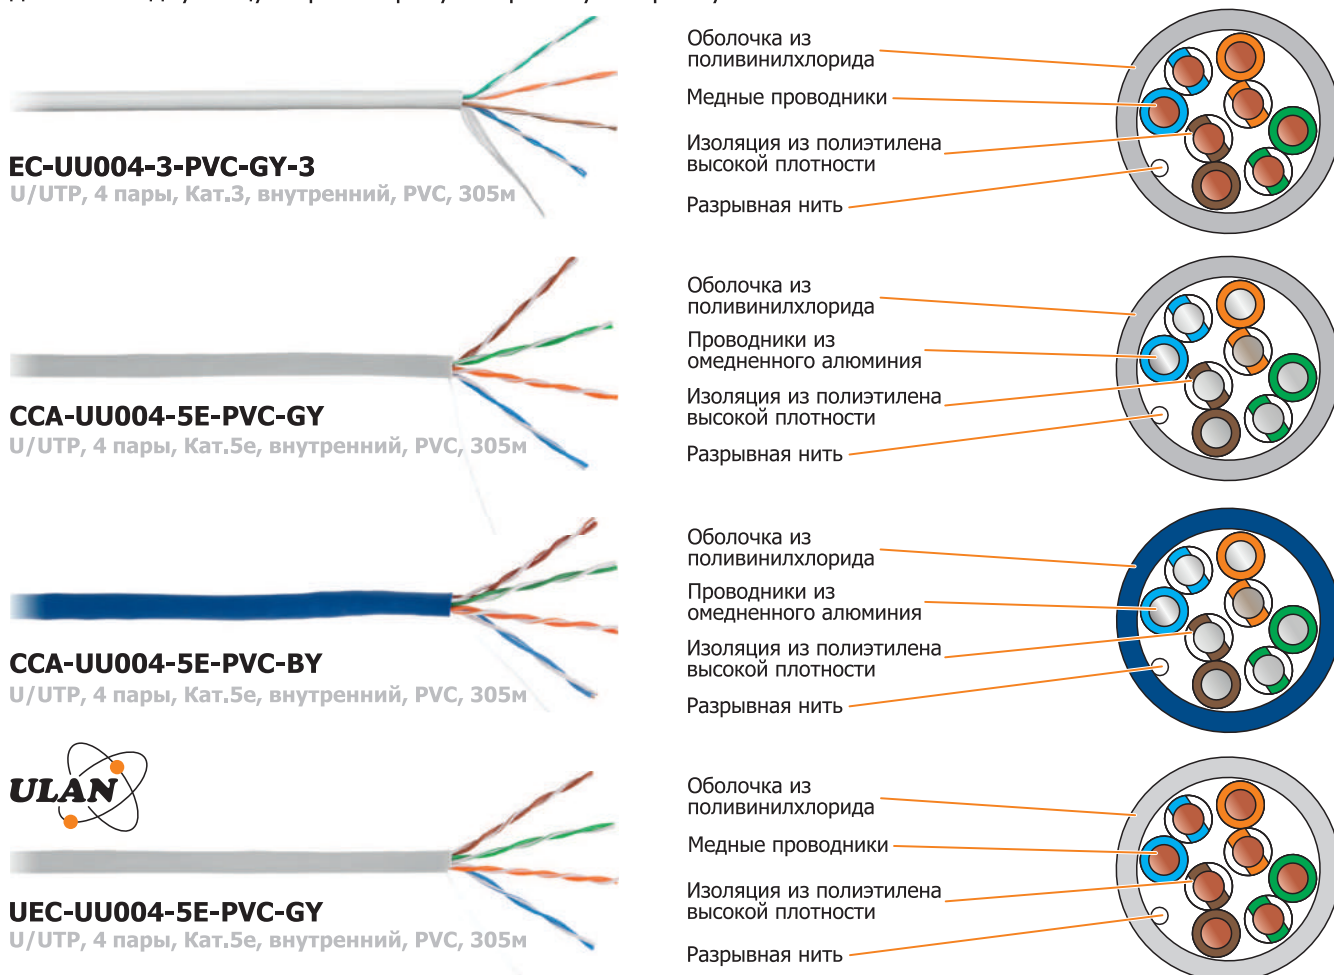 EC-UU004-3-PVC-GY-3
U/UTP, 4 пары, Кат.3, внутренний, PVC, 305м
Оболочка из
поливинилхлорида
Медные проводники
Изоляция из полиэтилена
высокой плотности
Разрывная нить
CCA-UU004-5E-PVC-GY
U/UTP, 4 пары, Кат.5е, внутренний, PVC, 305м
Оболочка из
поливинилхлорида
Проводники из
омедненного алюминия
Изоляция из полиэтилена
высокой плотности
Разрывная нить
CCA-UU004-5E-PVC-BY
U/UTP, 4 пары, Кат.5е, внутренний, PVC, 305м
Оболочка из
поливинилхлорида
Проводники из
омедненного алюминия
Изоляция из полиэтилена
высокой плотности
Разрывная нить
ULAN
UEC-UU004-5E-PVC-GY
U/UTP, 4 пары, Кат.5е, внутренний, PVC, 305м
Оболочка из
поливинилхлорида
Медные проводники
Изоляция из полиэтилена
высокой плотности
Разрывная нить